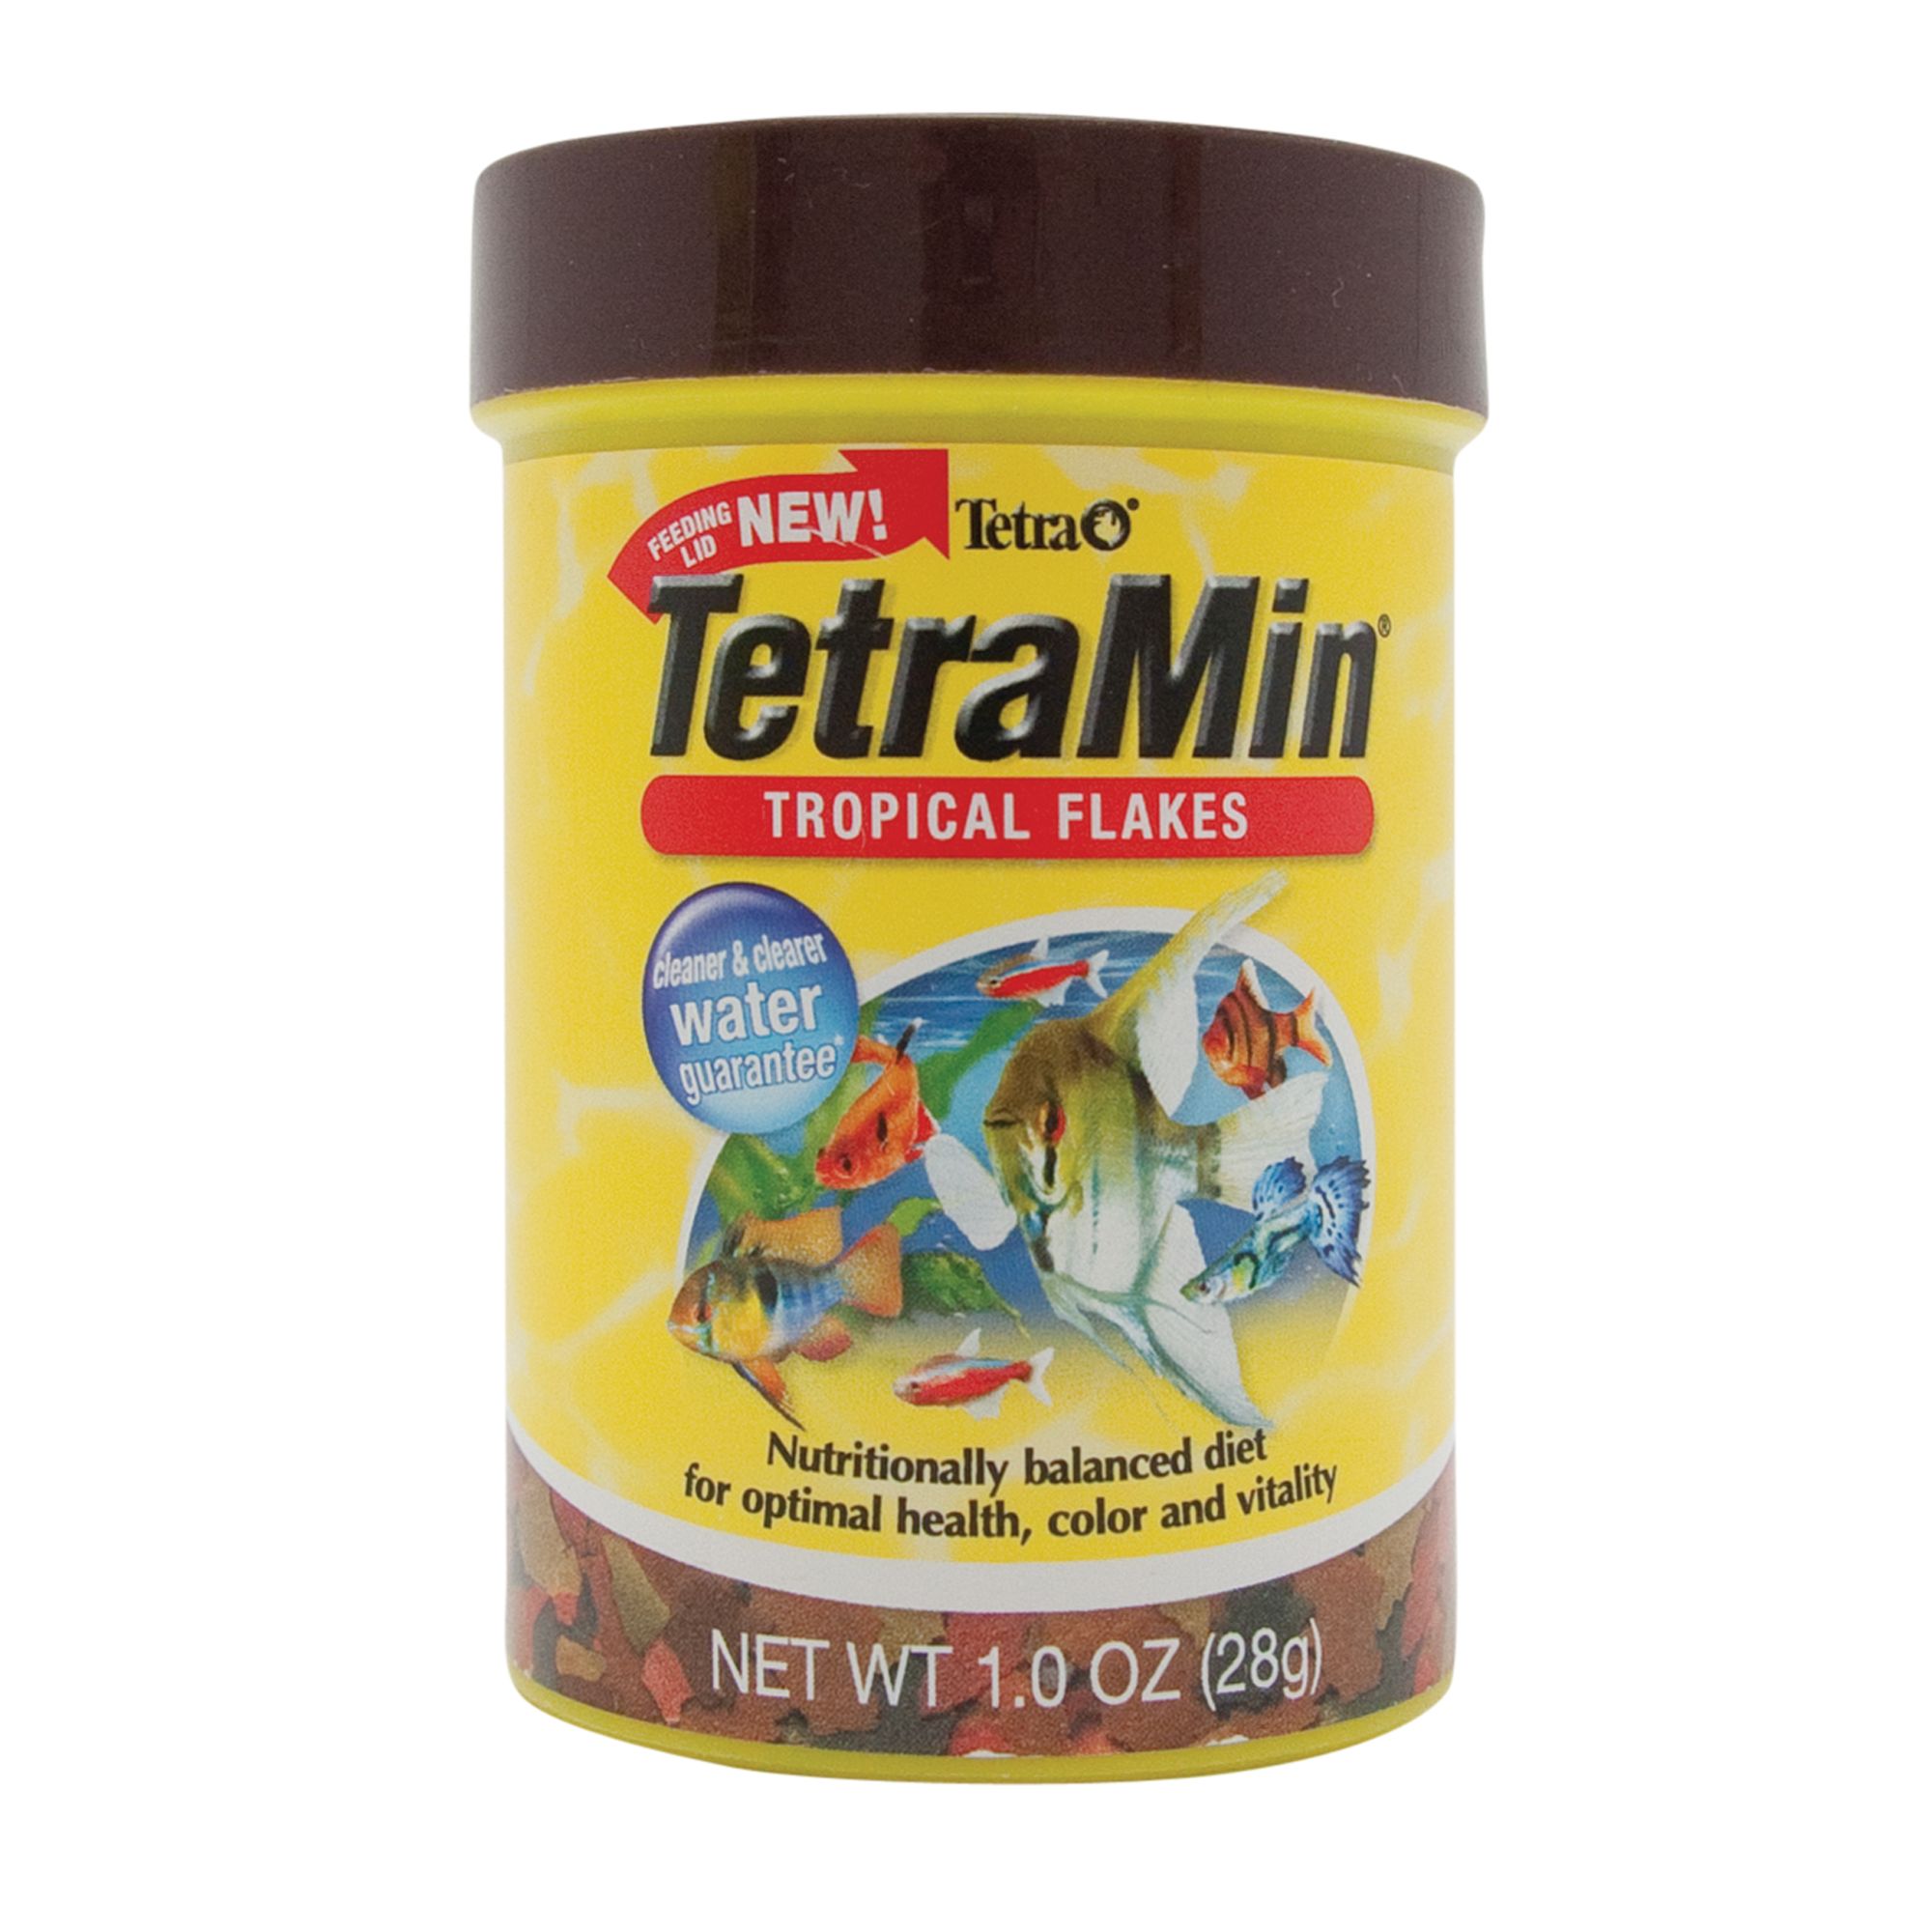 FEEDING
LID
NEW!
Tetra®
TetraMin®
TROPICAL FLAKES
cleaner & clearer
water
guarantee*
Nutritionally balanced diet
for optimal health, color and vitality
NET WT 1.0 OZ (28g)